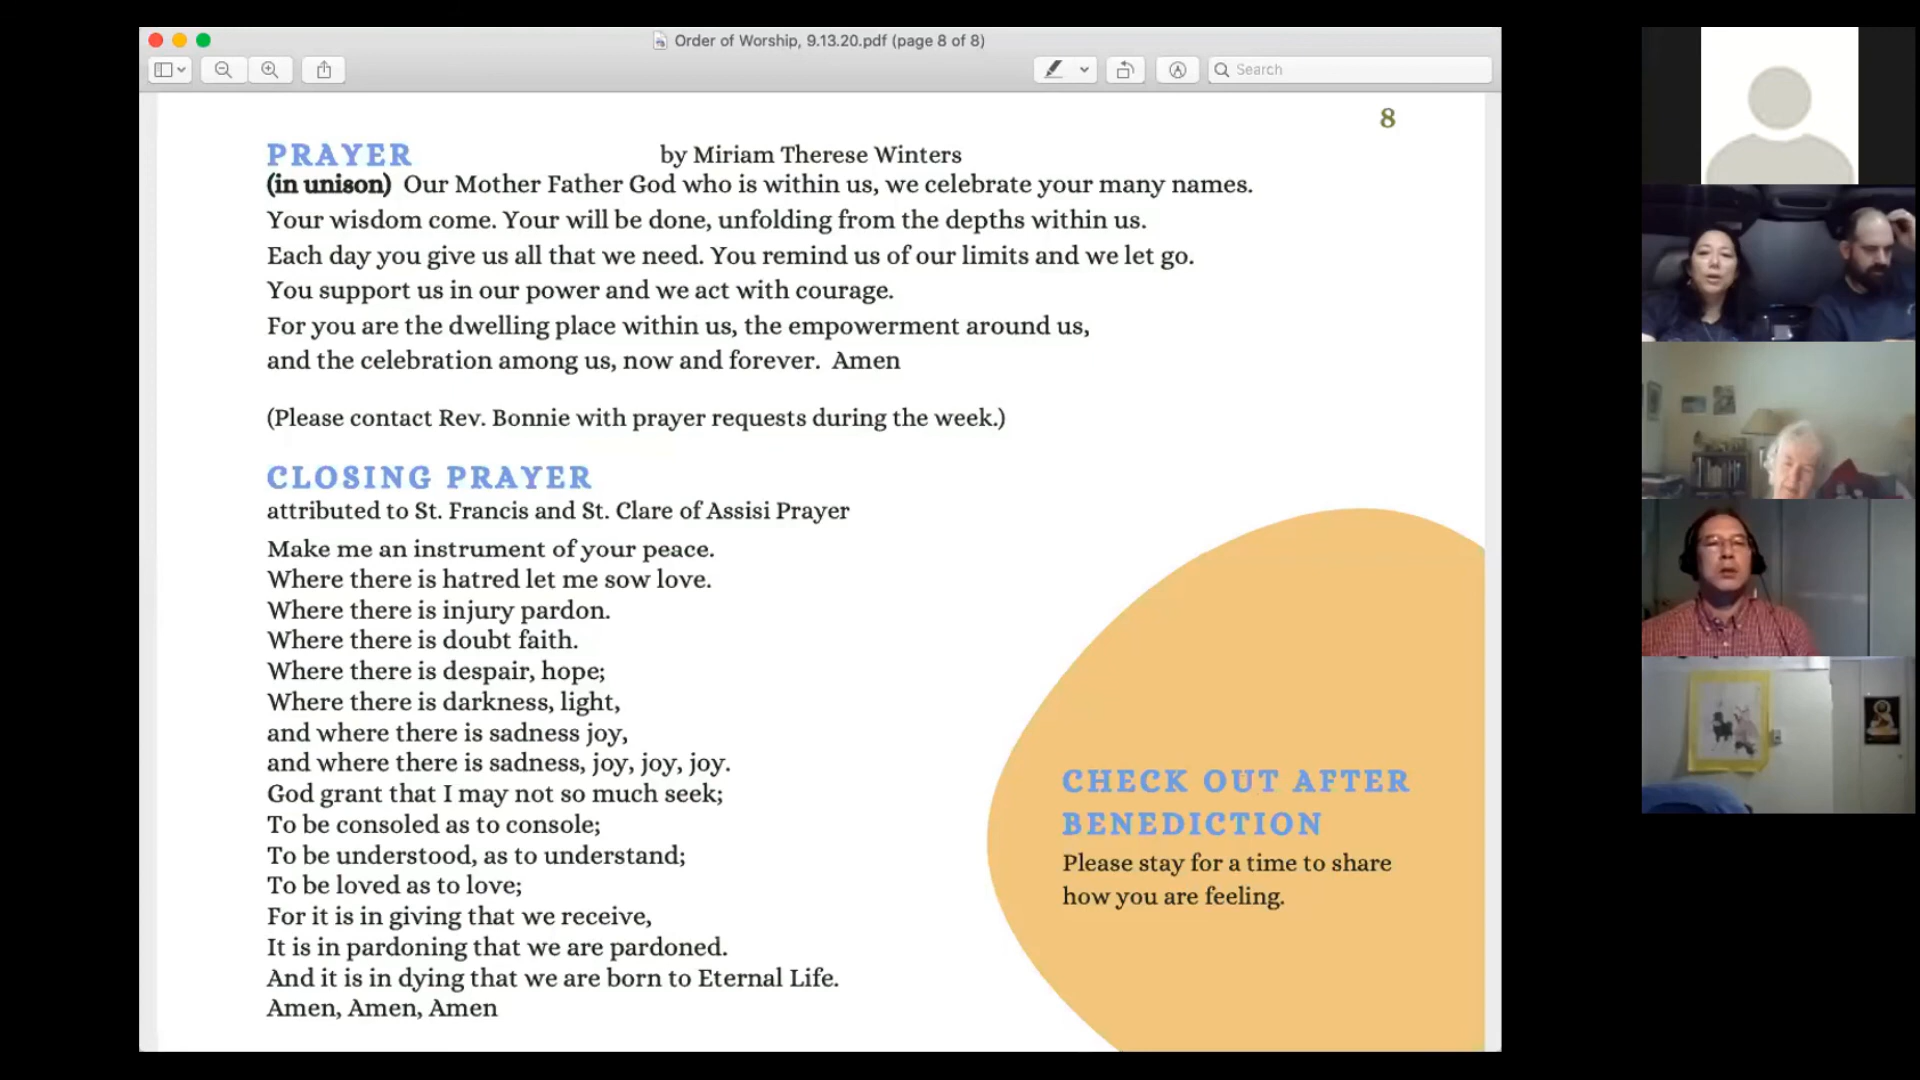 Order of Worship, 9.13.20.pdf (page 8 of 8)
Search
8
PRAYER by Miriam Therese Winters
(in unison) Our Mother Father God who is within us, we celebrate your many names.
Your wisdom come. Your will be done, unfolding from the depths within us.
Each day you give us all that we need. You remind us of our limits and we let go.
You support us in our power and we act with courage.
For you are the dwelling place within us, the empowerment around us,
and the celebration among us, now and forever. Amen
(Please contact Rev. Bonnie with prayer requests during the week.)
CLOSING PRAYER
attributed to St. Francis and St. Clare of Assisi Prayer
Make me an instrument of your peace.
Where there is hatred let me sow love.
Where there is injury pardon.
Where there is doubt faith.
Where there is despair, hope;
Where there is darkness, light,
and where there is sadness joy,
and where there is sadness, joy, joy, joy.
God grant that I may not so much seek;
To be consoled as to console;
To be understood, as to understand;
To be loved as to love;
For it is in giving that we receive,
It is in pardoning that we are pardoned.
And it is in dying that we are born to Eternal Life.
Amen, Amen, Amen
CHECK OUT AFTER
BENEDICTION
Please stay for a time to share
how you are feeling.